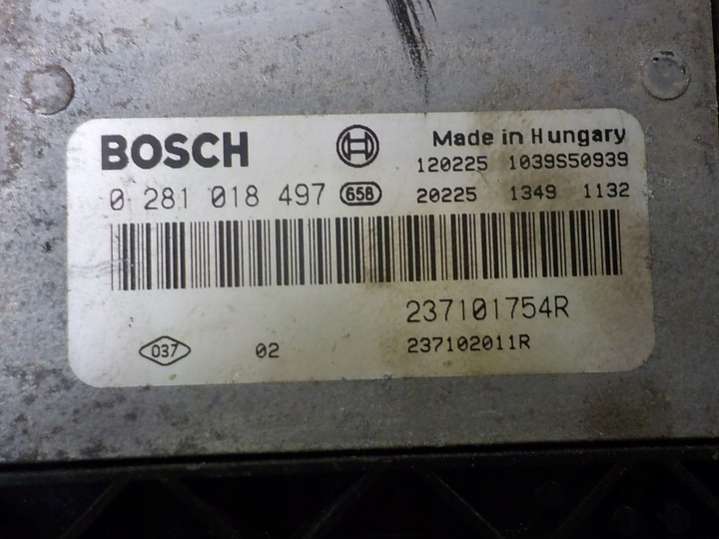 BOSCH Made in Hungary
120225 1039S50939
0 281 018 497 658 20225 1349 1132
237101754R
037 02 237102011R